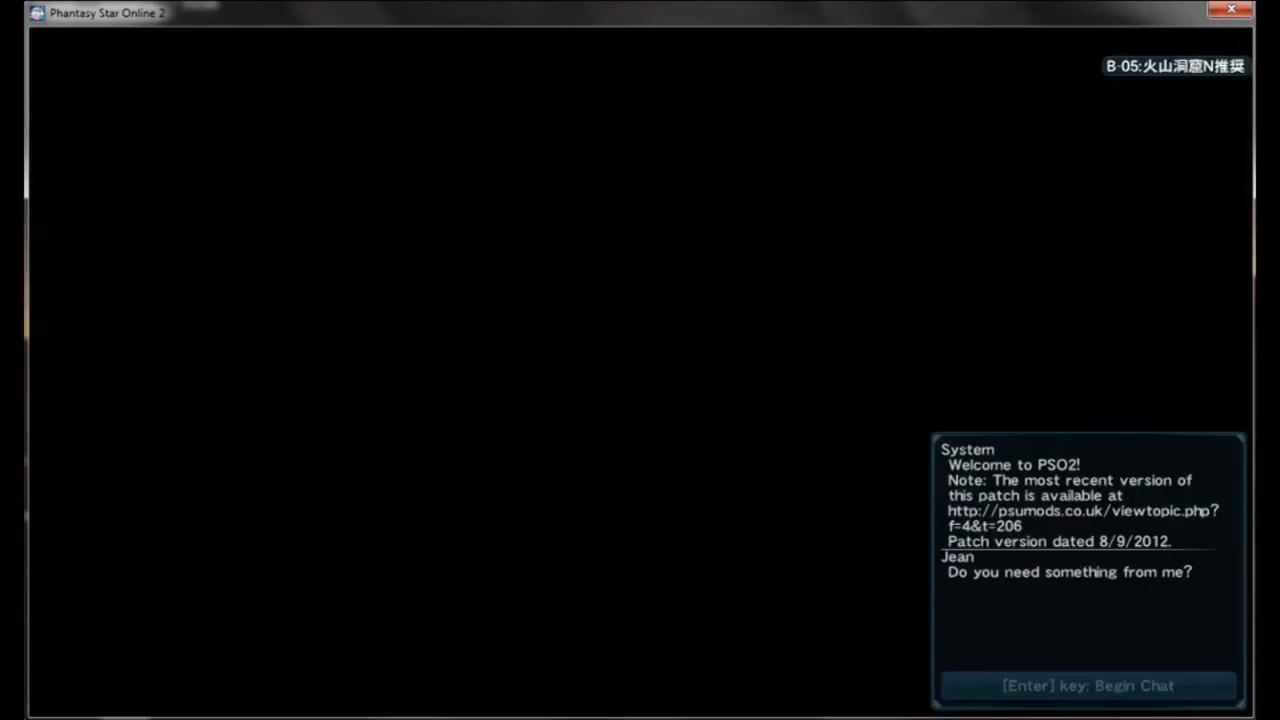 Phantasy Star Online 2
B-05:火山洞窟N推奨
System
Welcome to PSO2!
Note: The most recent version of
this patch is available at
http://psumods.co.uk/viewtopic.php?
f=4&t=206
Patch version dated 8/9/2012.
Jean
Do you need something from me?
[Enter] key: Begin Chat